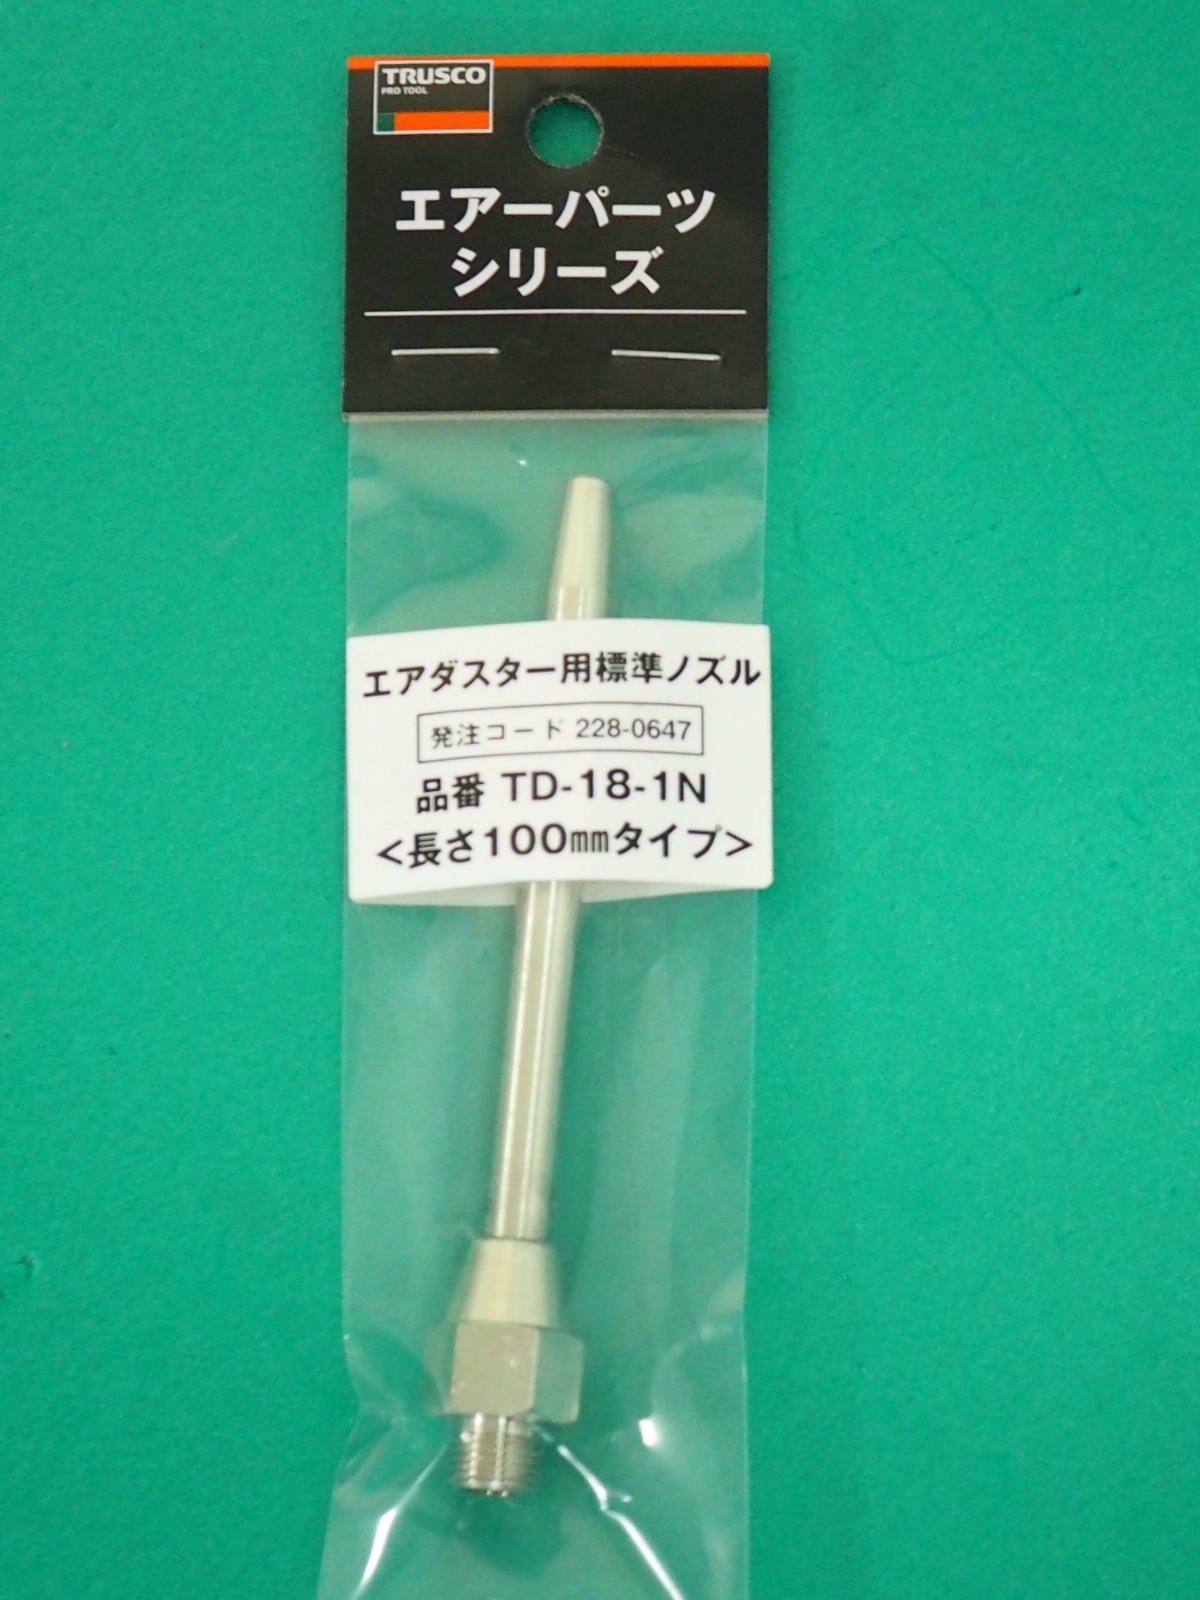 TRUSCO
PRO TOOL
エアーパーツ
シリーズ
エアダスター用標準ノズル
発注コード 228-0647
品番 TD-18-1N
<長さ100㎜タイプ>